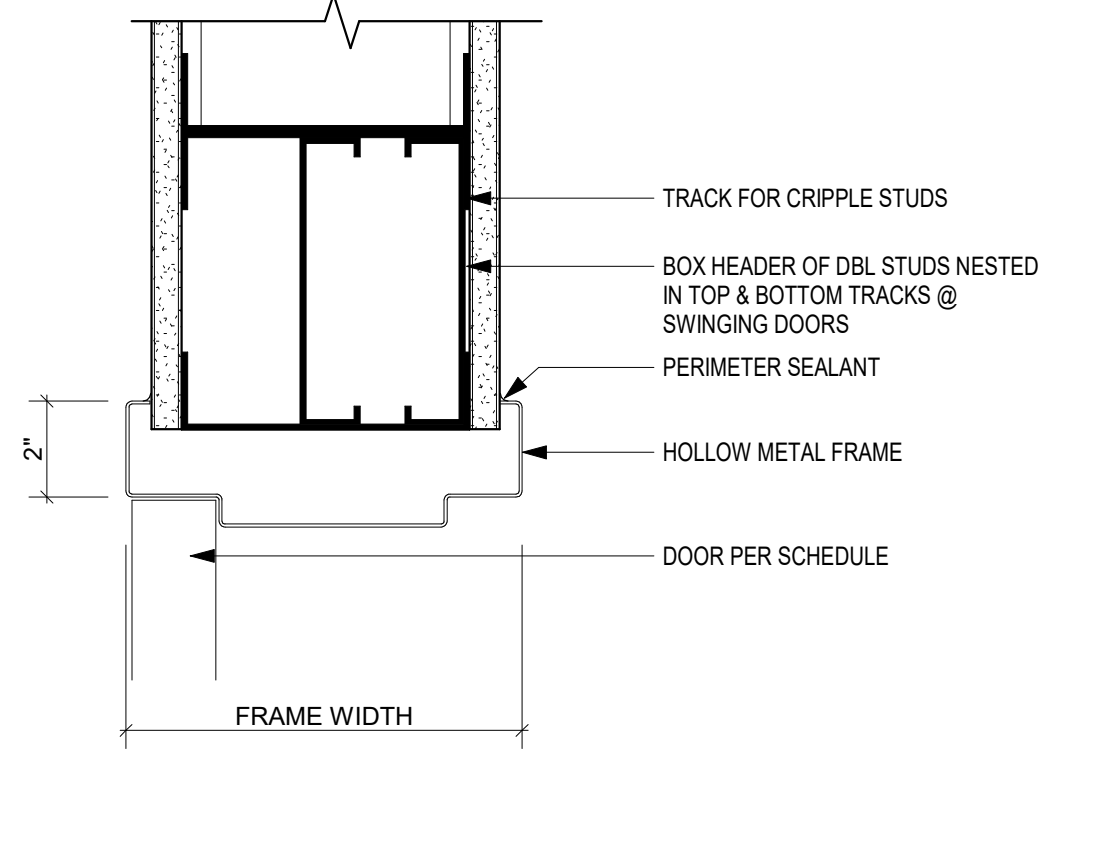 TRACK FOR CRIPPLE STUDS
BOX HEADER OF DBL STUDS NESTED
IN TOP & BOTTOM TRACKS @
SWINGING DOORS
PERIMETER SEALANT
2"
HOLLOW METAL FRAME
DOOR PER SCHEDULE
FRAME WIDTH